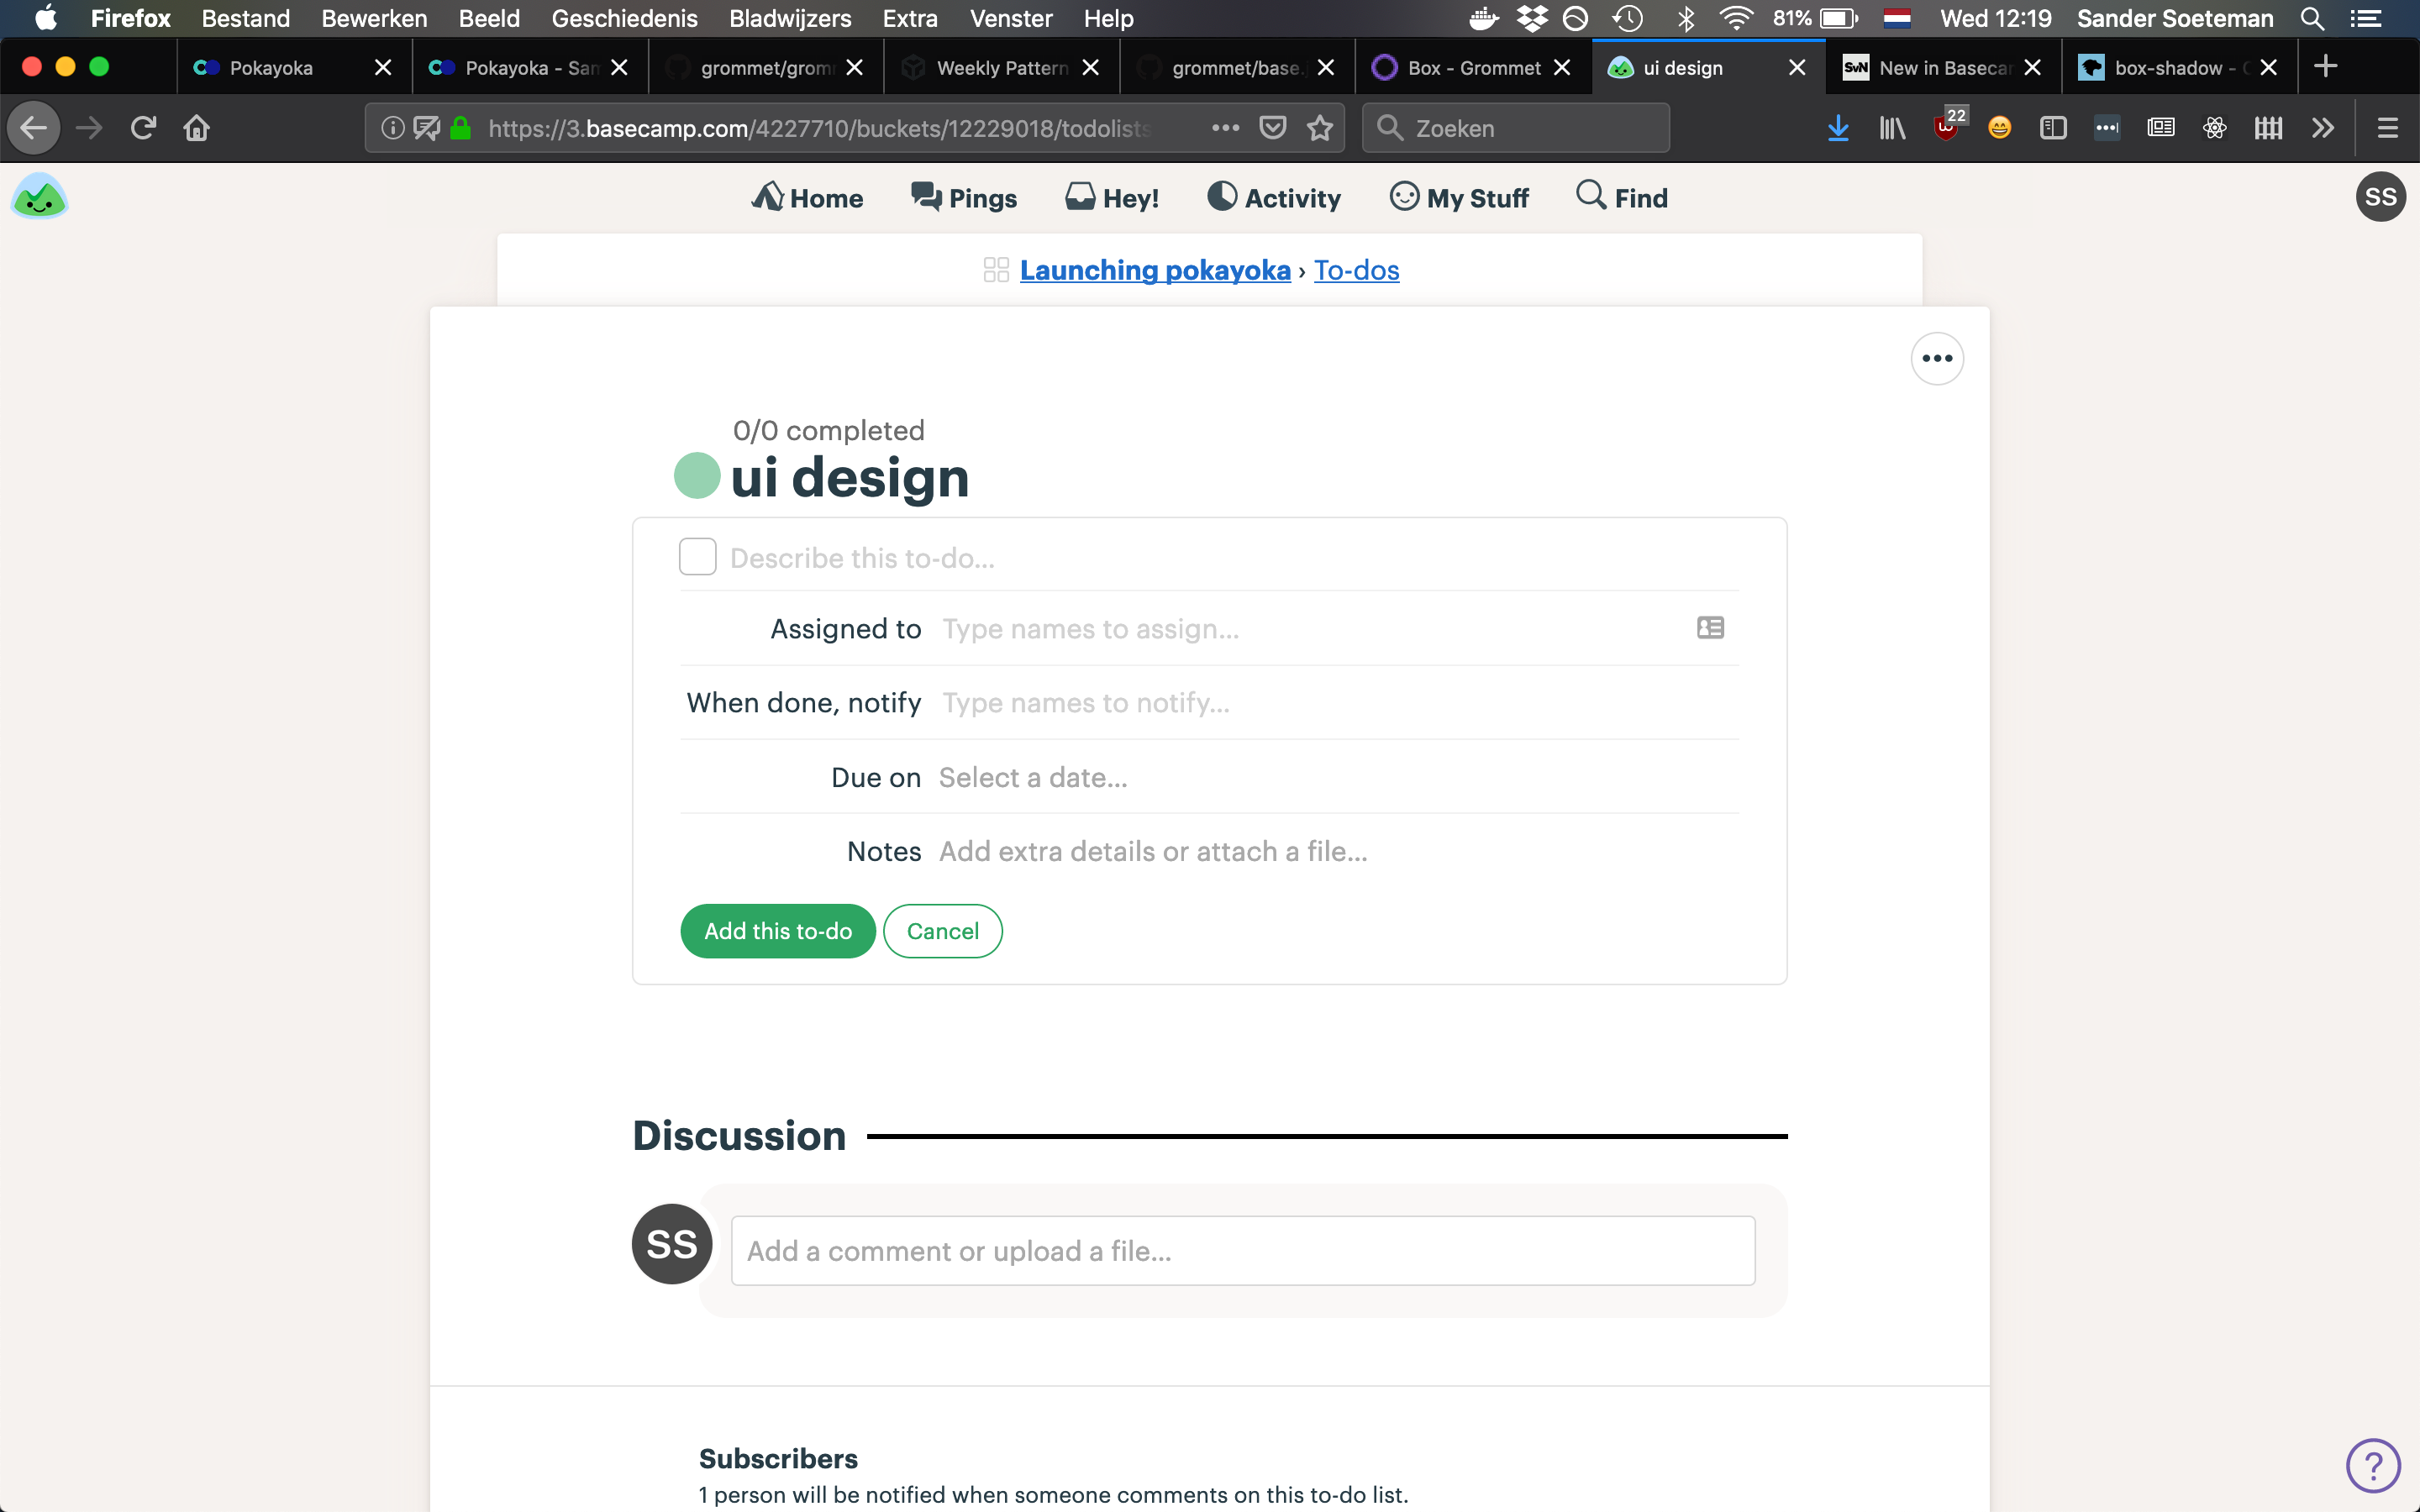 Firefox Bestand Bewerken Beeld Geschiedenis Bladwijzers Extra Venster Help 81% Wed 12:19 Sander Soeteman
Pokayoka Pokayoka - San grommet/grom Weekly Pattern grommet/base. Box - Grommet ui design SvN New in Baseca box-shadow -
https://3.basecamp.com/4227710/buckets/12229018/todolists Zoeken 22
Home Pings Hey! Activity My Stuff Find SS
Launching pokayoka › To-dos
0/0 completed
ui design
Describe this to-do...
Assigned to Type names to assign...
When done, notify Type names to notify...
Due on Select a date...
Notes Add extra details or attach a file...
Add this to-do Cancel
Discussion
SS Add a comment or upload a file...
Subscribers
1 person will be notified when someone comments on this to-do list.
?